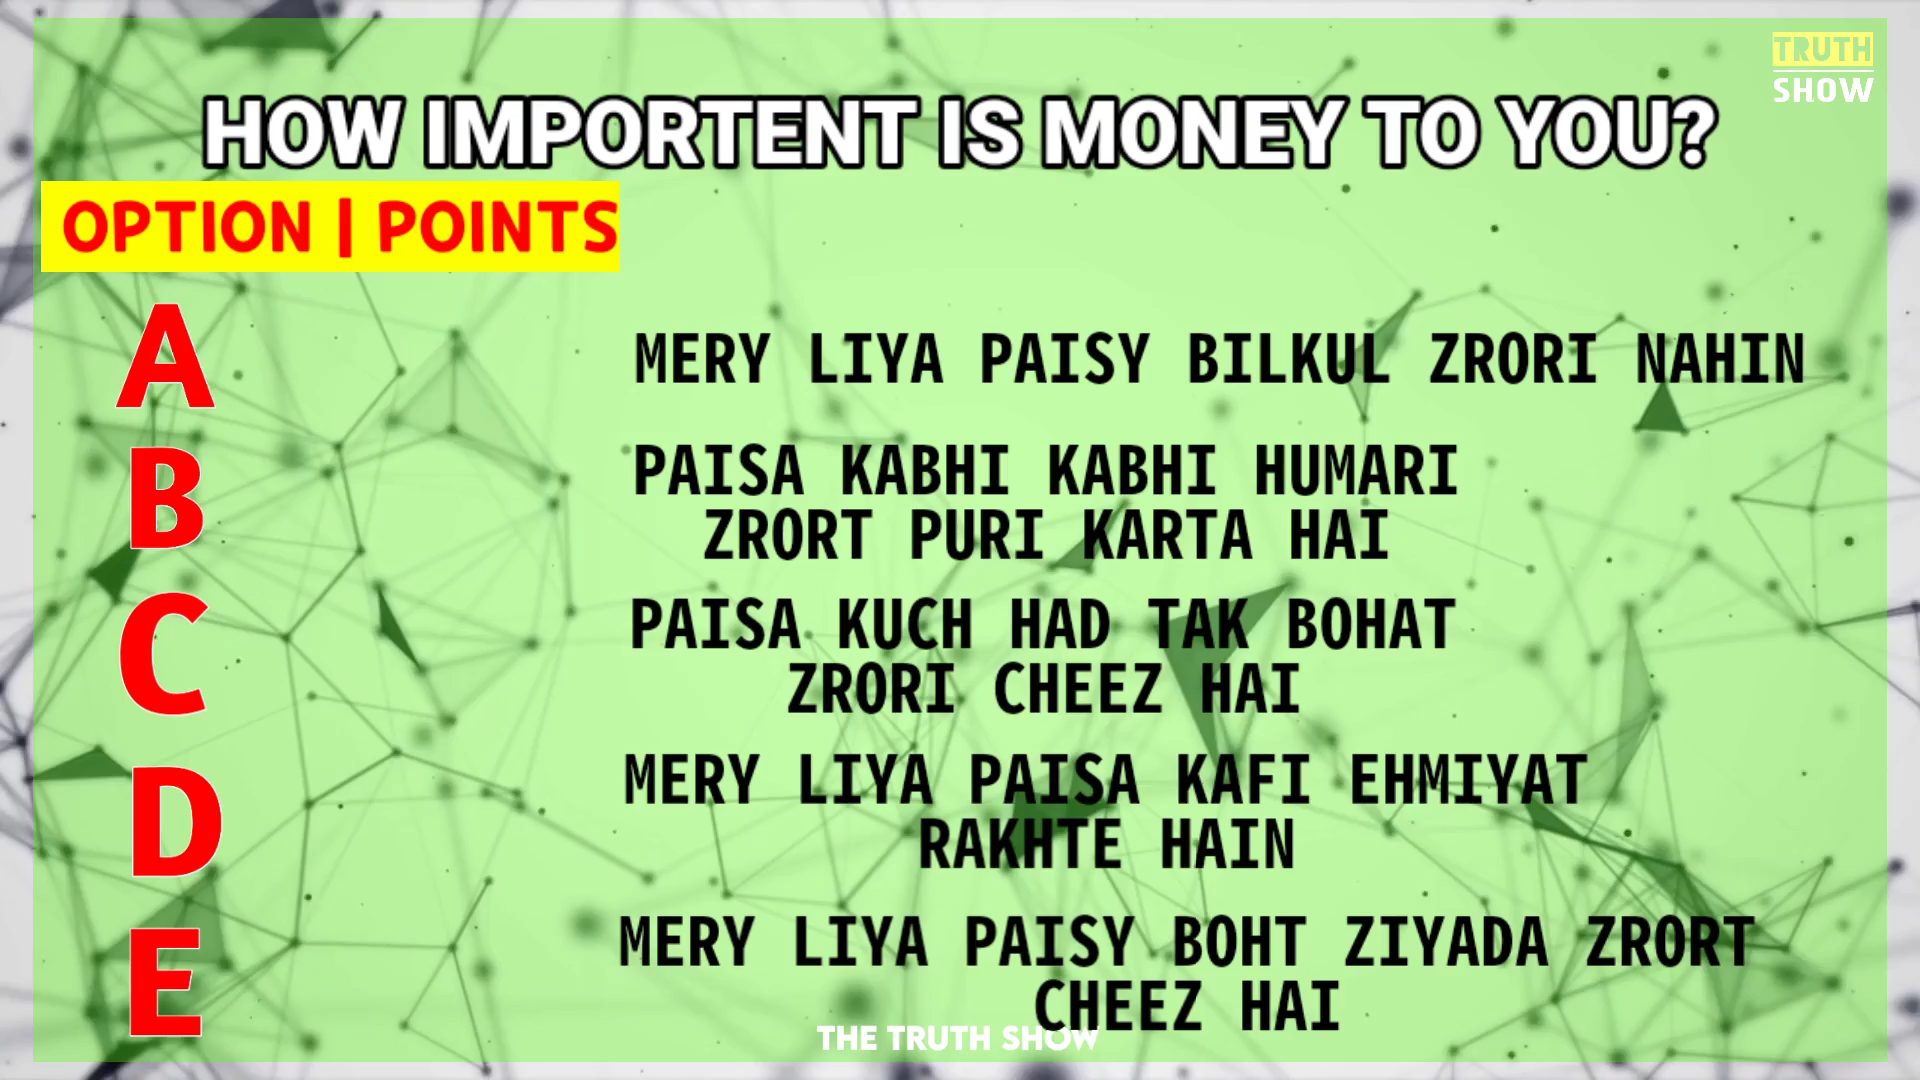 TRUTH
SHOW
HOW IMPORTENT IS MONEY TO YOU?
OPTION | POINTS
A
MERY LIYA PAISY BILKUL ZRORI NAHIN
B
PAISA KABHI KABHI HUMARI
ZRORT PURI KARTA HAI
C
PAISA KUCH HAD TAK BOHAT
ZRORI CHEEZ HAI
D
MERY LIYA PAISA KAFI EHMIYAT
RAKHTE HAIN
E
MERY LIYA PAISY BOHT ZIYADA ZRORT
CHEEZ HAI
THE TRUTH SHOW